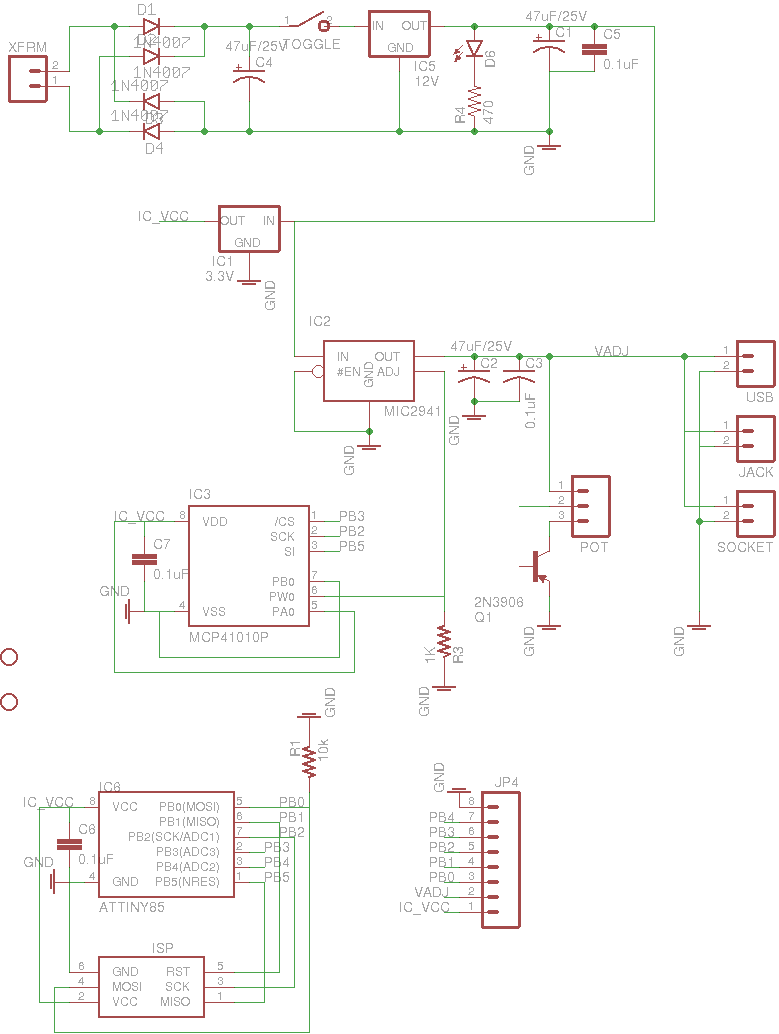 D1
XFRM
1N4007
1N4007
1N4007
D4
47uF/25V
C4
1
2
TOGGLE
IN OUT
GND
IC5
12V
D6
R4
470
47uF/25V
C1
C5
0.1uF
GND
2
1
IC_VCC
OUT IN
GND
IC1
3.3V
GND
IC2
IN OUT
#EN GND ADJ
MIC2941
GND
47uF/25V
C2
C3
0.1uF
GND
VADJ
1
2
USB
1
2
JACK
1
2
SOCKET
GND
1
2
3
POT
2N3906
Q1
GND
IC3
IC_VCC
8 VDD /CS 1 PB3
SCK 2 PB2
SI 3 PB5
C7
0.1uF
PB0 7
PW0 6
GND
4 VSS PA0 5
MCP41010P
1K
R3
GND
GND
R1
10k
IC6
IC_VCC
8 VCC PB0(MOSI) 5 PB0
PB1(MISO) 6 PB1
PB2(SCK/ADC1) 7 PB2
PB3(ADC3) 2 PB3
PB4(ADC2) 3 PB4
4 GND PB5(NRES) 1 PB5
C6
0.1uF
GND
ATTINY85
ISP
6 GND RST 5
4 MOSI SCK 3
2 VCC MISO 1
JP4
GND
8
PB4 7
PB3 6
PB2 5
PB1 4
PB0 3
VADJ 2
IC_VCC 1